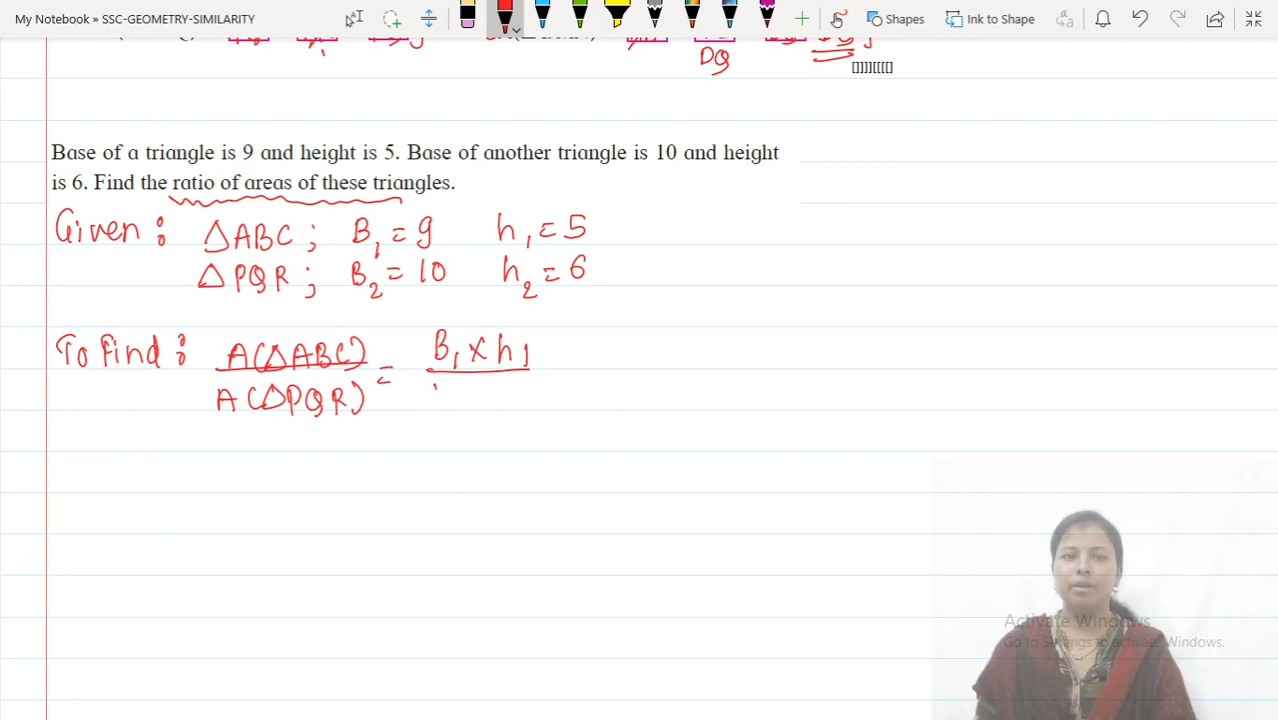 My Notebook » SSC-GEOMETRY-SIMILARITY
Shapes
Ink to Shape
DQ
[]]]][[[[]
Base of a triangle is 9 and height is 5. Base of another triangle is 10 and height
is 6. Find the ratio of areas of these triangles.
Given : △ABC ; B₁ = 9 h₁ = 5
△PQR ; B₂ = 10 h₂ = 6
To Find : A(△ABC) = B₁ × h₁
A(△PQR)
Activate Windows
Go to Settings to activate Windows.